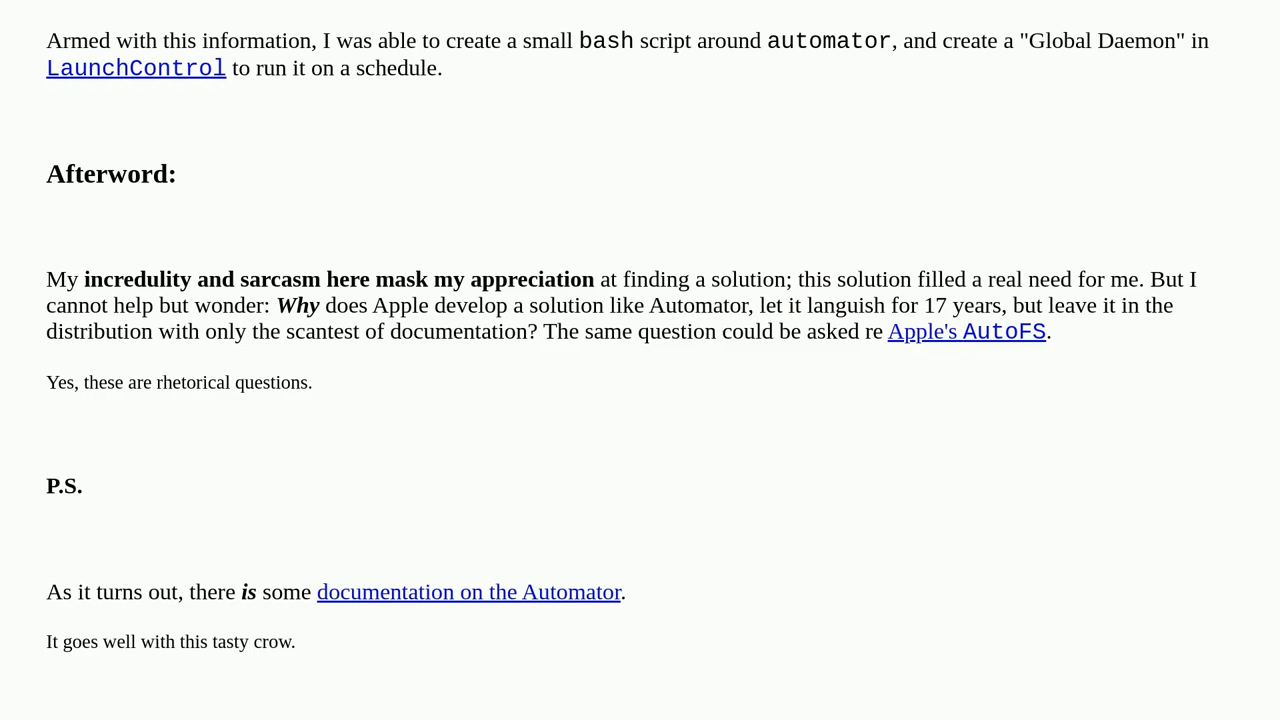 Armed with this information, I was able to create a small bash script around automator, and create a "Global Daemon" in
LaunchControl to run it on a schedule.
Afterword:
My incredulity and sarcasm here mask my appreciation at finding a solution; this solution filled a real need for me. But I
cannot help but wonder: Why does Apple develop a solution like Automator, let it languish for 17 years, but leave it in the
distribution with only the scantest of documentation? The same question could be asked re Apple's AutoFS.
Yes, these are rhetorical questions.
P.S.
As it turns out, there is some documentation on the Automator.
It goes well with this tasty crow.